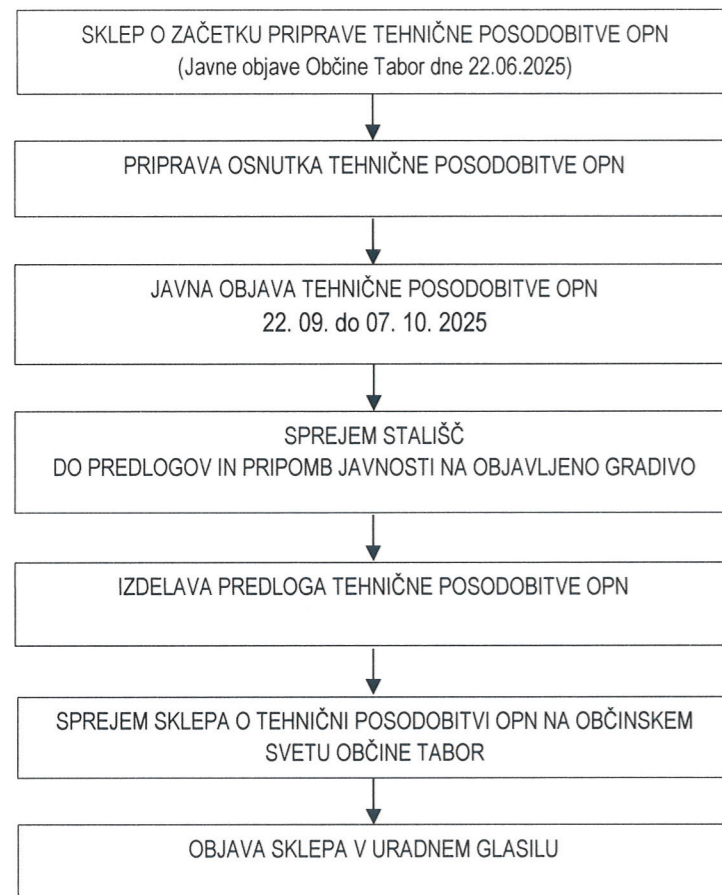 SKLEP O ZAČETKU PRIPRAVE TEHNIČNE POSODOBITVE OPN
(Javne objave Občine Tabor dne 22.06.2025)
PRIPRAVA OSNUTKA TEHNIČNE POSODOBITVE OPN
JAVNA OBJAVA TEHNIČNE POSODOBITVE OPN
22. 09. do 07. 10. 2025
SPREJEM STALIŠČ
DO PREDLOGOV IN PRIPOMB JAVNOSTI NA OBJAVLJENO GRADIVO
IZDELAVA PREDLOGA TEHNIČNE POSODOBITVE OPN
SPREJEM SKLEPA O TEHNIČNI POSODOBITVI OPN NA OBČINSKEM
SVETU OBČINE TABOR
OBJAVA SKLEPA V URADNEM GLASILU